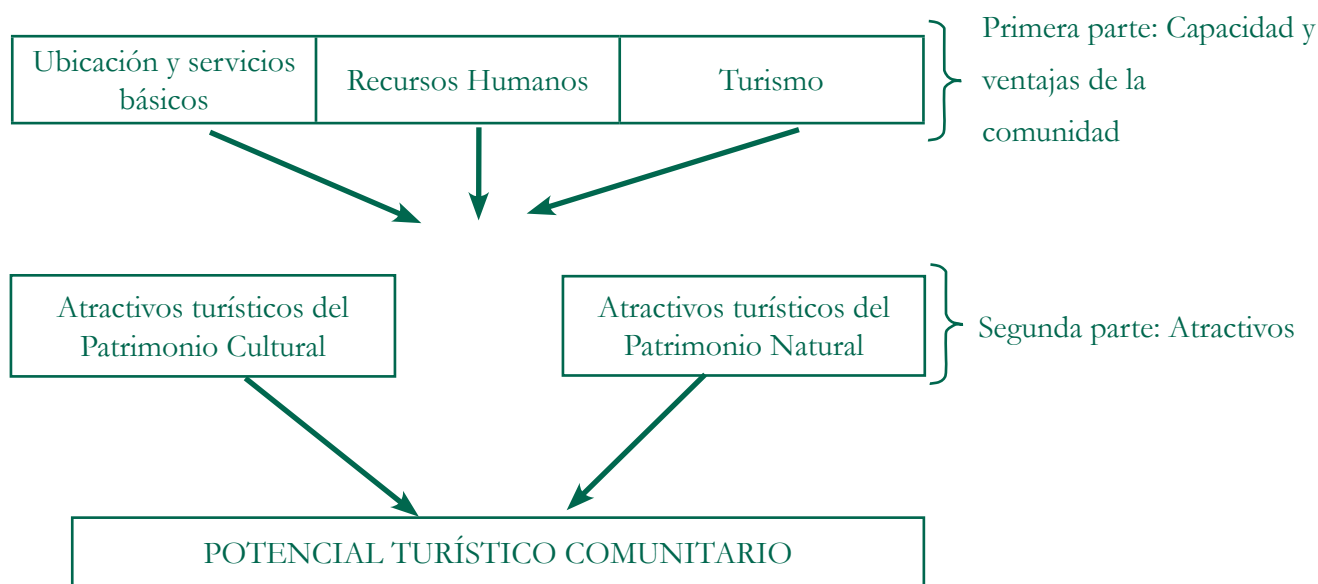 Ubicación y servicios
básicos
Recursos Humanos
Turismo
Primera parte: Capacidad y
ventajas de la
comunidad
Atractivos turísticos del
Patrimonio Cultural
Atractivos turísticos del
Patrimonio Natural
Segunda parte: Atractivos
POTENCIAL TURÍSTICO COMUNITARIO